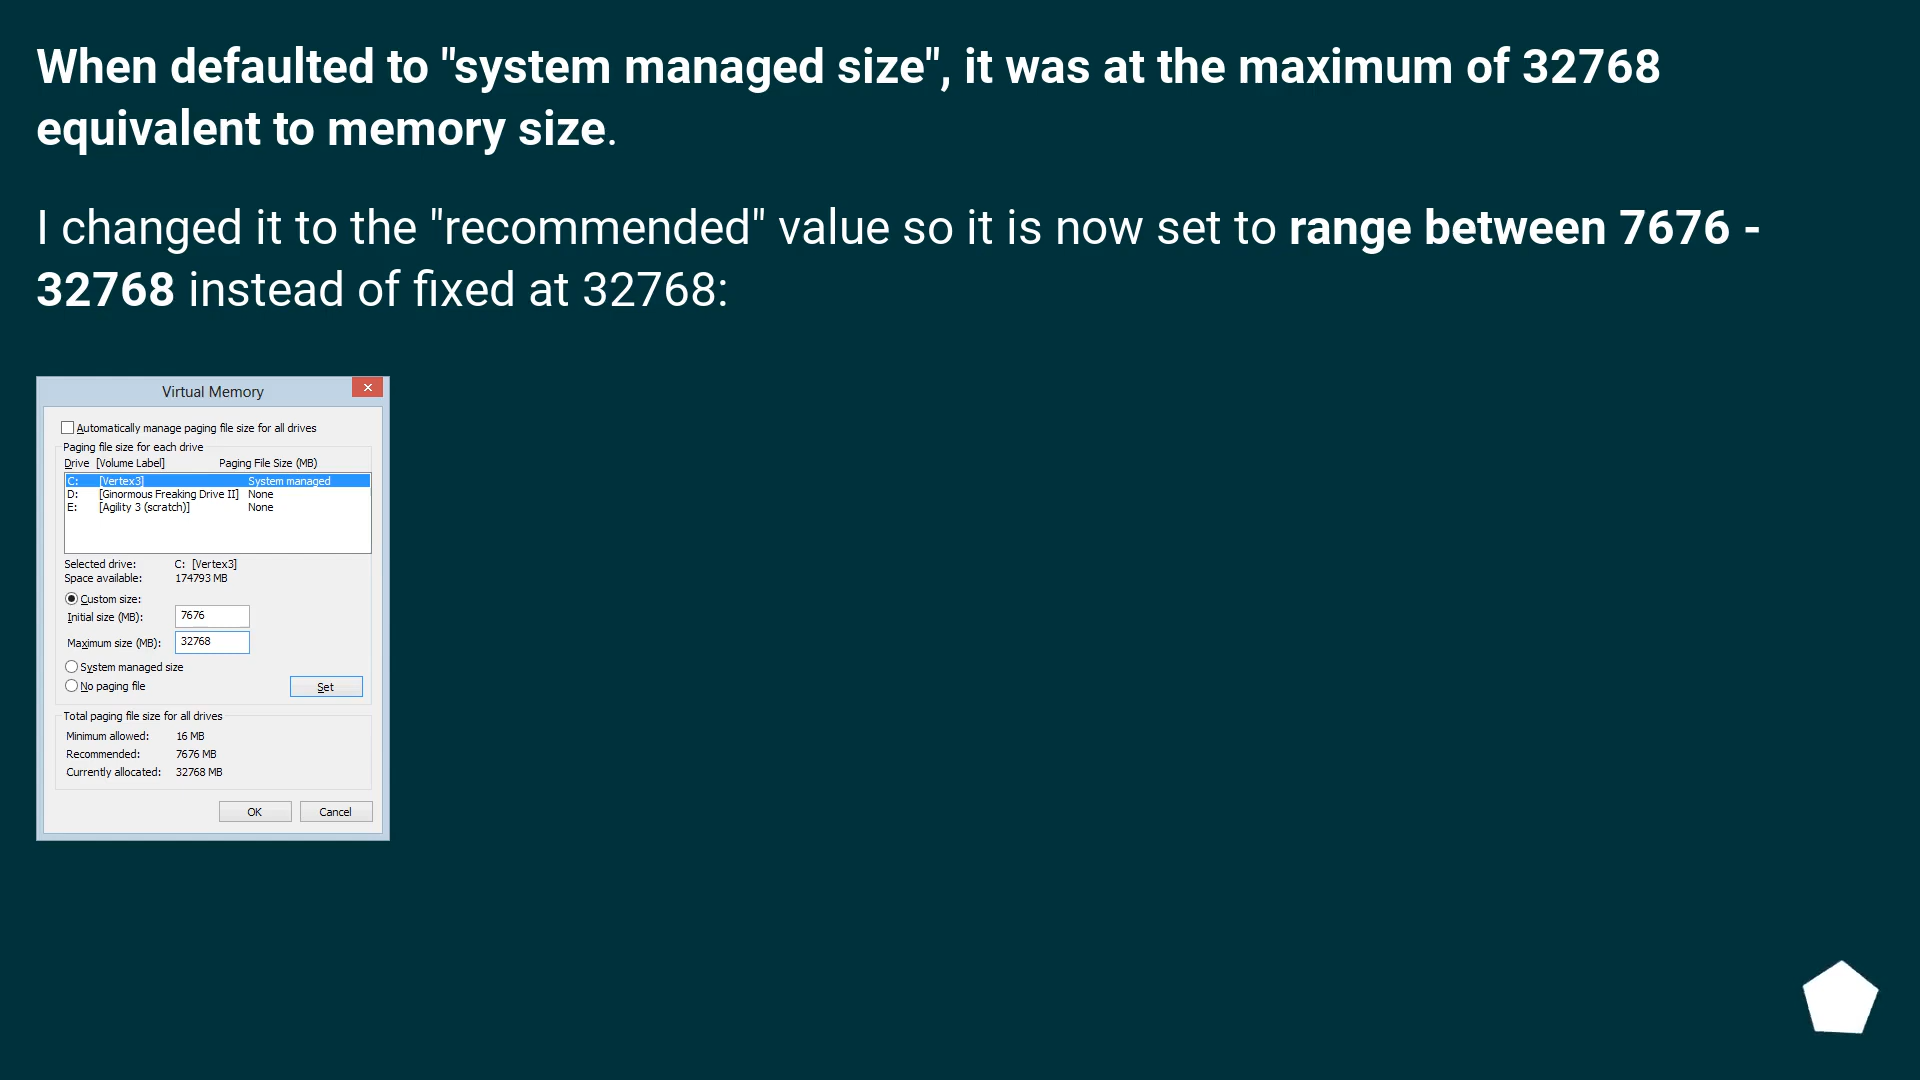 When defaulted to "system managed size", it was at the maximum of 32768
equivalent to memory size.
I changed it to the "recommended" value so it is now set to range between 7676 -
32768 instead of fixed at 32768:
Virtual Memory
Automatically manage paging file size for all drives
Paging file size for each drive
Drive [Volume Label] Paging File Size (MB)
C: [Vertex3] System managed
D: [Ginormous Freaking Drive II] None
E: [Agility 3 (scratch)] None
Selected drive: C: [Vertex3]
Space available: 174793 MB
Custom size:
Initial size (MB): 7676
Maximum size (MB): 32768
System managed size
No paging file
Set
Total paging file size for all drives
Minimum allowed: 16 MB
Recommended: 7676 MB
Currently allocated: 32768 MB
OK Cancel